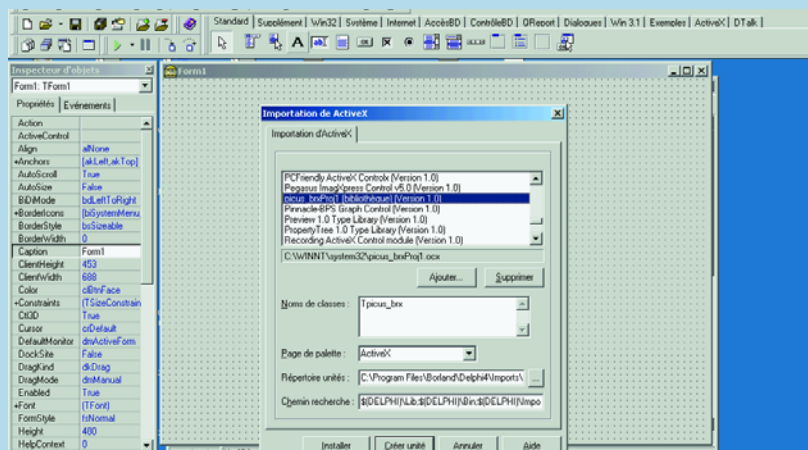 Standard | Supplément | Win32 | Système | Internet | AccèsBD | ContrôleBD | QReport | Dialogues | Win 3.1 | Exemples | ActiveX | DTalk |
Inspecteur d'objets
Form1: TForm1
Propriétés | Evénements
Action
ActiveControl
Align alNone
+Anchors [akLeft,akTop]
AutoScroll True
AutoSize False
BiDiMode bdLeftToRight
+BorderIcons [biSystemMenu,
BorderStyle bsSizeable
BorderWidth 0
Caption Form1
ClientHeight 453
ClientWidth 688
Color clBtnFace
+Constraints (TSizeConstrain
Ctl3D True
Cursor crDefault
DefaultMonitor dmActiveForm
DockSite False
DragKind dkDrag
DragMode dmManual
Enabled True
+Font (TFont)
FormStyle fsNormal
Height 480
HelpContext 0
Form1
Importation de ActiveX
Importation d'ActiveX
PCFriendly ActiveX Controlx (Version 1.0)
Pegasus ImagXpress Control v5.0 (Version 1.0)
picus_brxProj1 (bibliothèque) (Version 1.0)
Pinnacle-BPS Graph Control (Version 1.0)
Preview 1.0 Type Library (Version 1.0)
PropertyTree 1.0 Type Library (Version 1.0)
Recording ActiveX Control module (Version 1.0)
C:\WINNT\system32\picus_brxProj1.ocx
Ajouter... Supprimer
Noms de classes : Tpicus_brx
Page de palette : ActiveX
Répertoire unités : C:\Program Files\Borland\Delphi4\Imports\ ...
Chemin recherche : $(DELPHI)\Lib;$(DELPHI)\Bin;$(DELPHI)\Impo
Installer Créer unité Annuler Aide